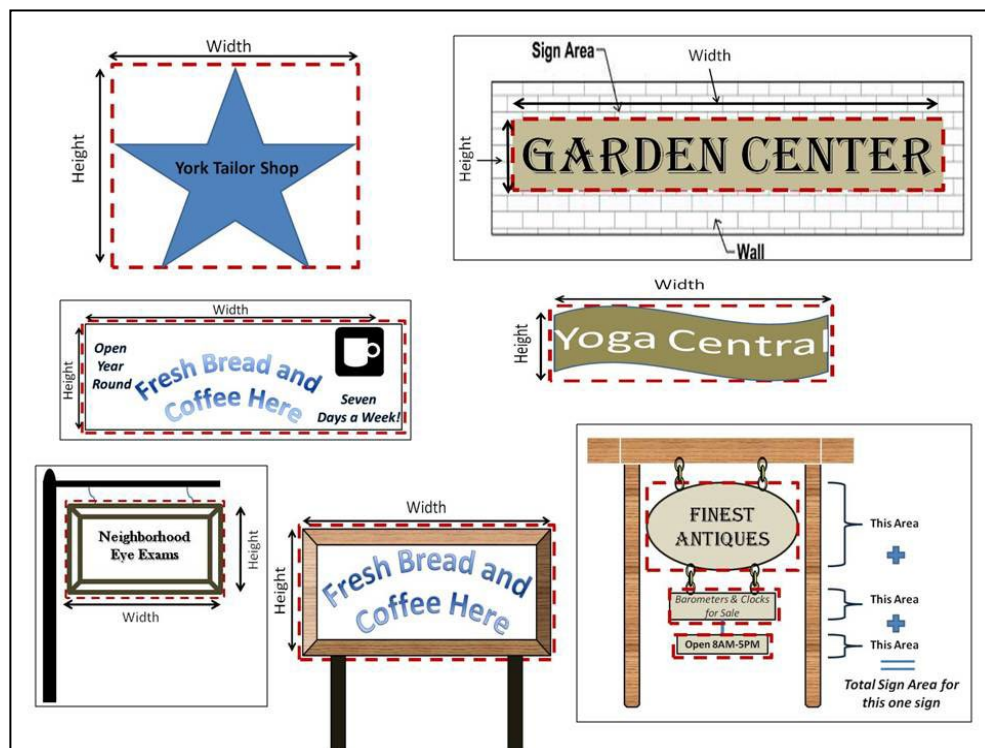 Width
Height
York Tailor Shop
Sign Area
Width
Height
GARDEN CENTER
Wall
Width
Height
Open
Year
Round
Fresh Bread and
Coffee Here
Seven
Days a Week!
Width
Height
Yoga Central
Neighborhood
Eye Exams
Height
Width
Width
Height
Fresh Bread and
Coffee Here
FINEST
ANTIQUES
Barometers & Clocks
for Sale
Open 8AM-5PM
This Area
This Area
This Area
Total Sign Area for
this one sign